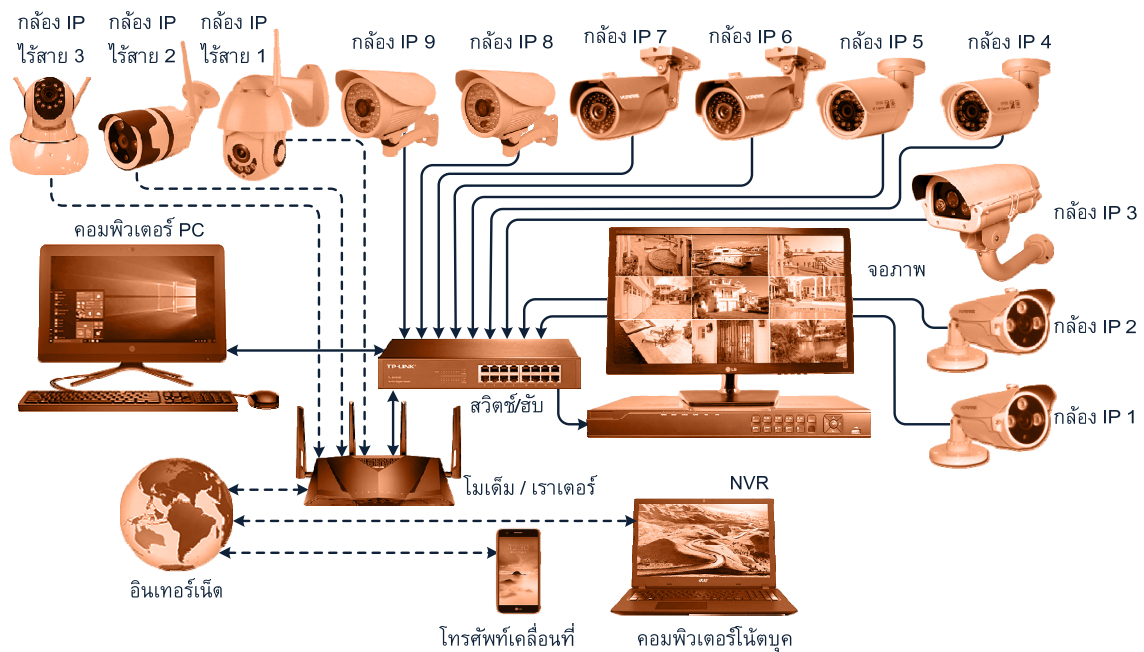 กล้อง IP
ไร้สาย 3
กล้อง IP
ไร้สาย 2
กล้อง IP
ไร้สาย 1
กล้อง IP 9
กล้อง IP 8
กล้อง IP 7
กล้อง IP 6
กล้อง IP 5
กล้อง IP 4
กล้อง IP 3
คอมพิวเตอร์ PC
จอภาพ
กล้อง IP 2
TP-LINK
LG
สวิตช์/ฮับ
กล้อง IP 1
โมเด็ม / เราเตอร์
NVR
อินเทอร์เน็ด
โทรศัพท์เคลื่อนที่
คอมพิวเตอร์โน้ตบุค